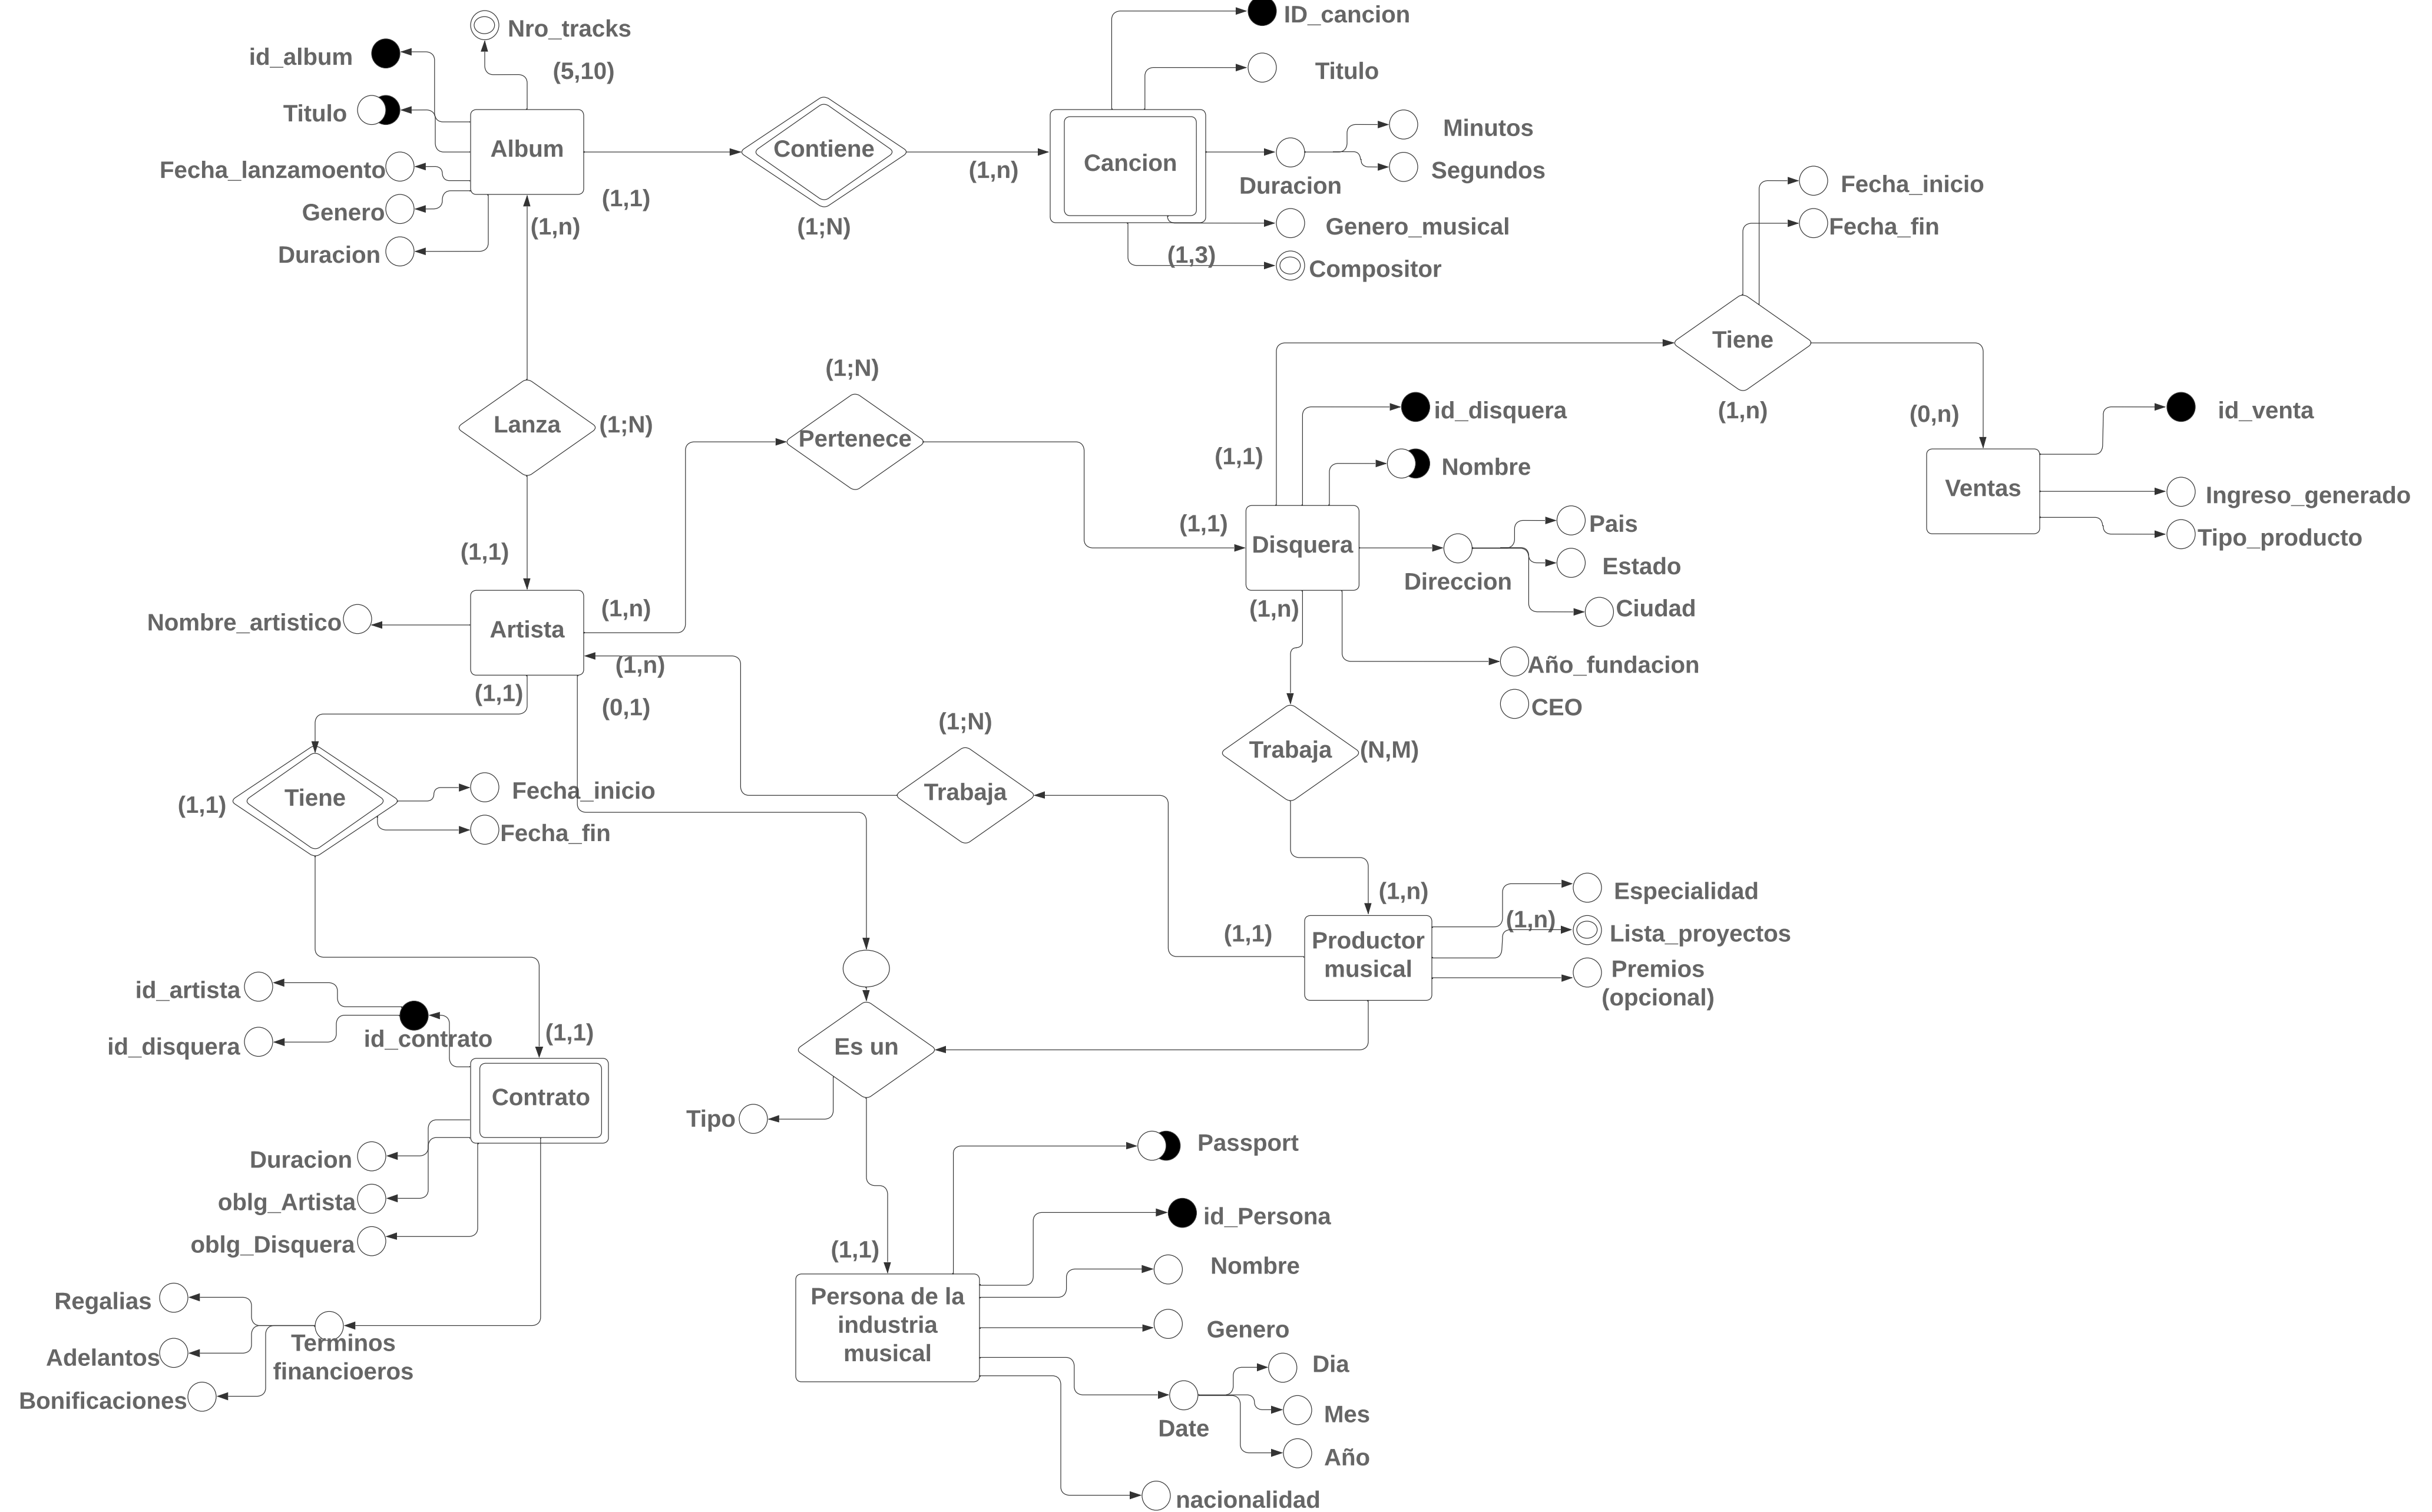 Nro_tracks
id_album
(5,10)
Titulo
Fecha_lanzamoento
Genero
Duracion
Album
(1,1)
(1,n)
Contiene
(1;N)
(1,n)
Cancion
ID_cancion
Titulo
Minutos
Segundos
Duracion
Genero_musical
(1,3)
Compositor
Fecha_inicio
Fecha_fin
Tiene
(1,n)
(0,n)
Ventas
id_venta
Ingreso_generado
Tipo_producto
Lanza
(1;N)
(1,1)
(1;N)
Pertenece
(1,1)
(1,1)
id_disquera
Nombre
Disquera
Pais
Estado
Ciudad
Direccion
(1,n)
Año_fundacion
CEO
Nombre_artistico
Artista
(1,n)
(1,n)
(1,1)
(0,1)
(1;N)
Trabaja
Trabaja
(N,M)
(1,1)
Tiene
Fecha_inicio
Fecha_fin
(1,n)
(1,1)
Productor
musical
Especialidad
(1,n)
Lista_proyectos
Premios
(opcional)
id_artista
id_disquera
id_contrato
(1,1)
Contrato
Es un
Tipo
Duracion
oblg_Artista
oblg_Disquera
Regalias
Adelantos
Bonificaciones
Terminos
financioeros
Passport
id_Persona
(1,1)
Persona de la
industria
musical
Nombre
Genero
Dia
Mes
Año
Date
nacionalidad